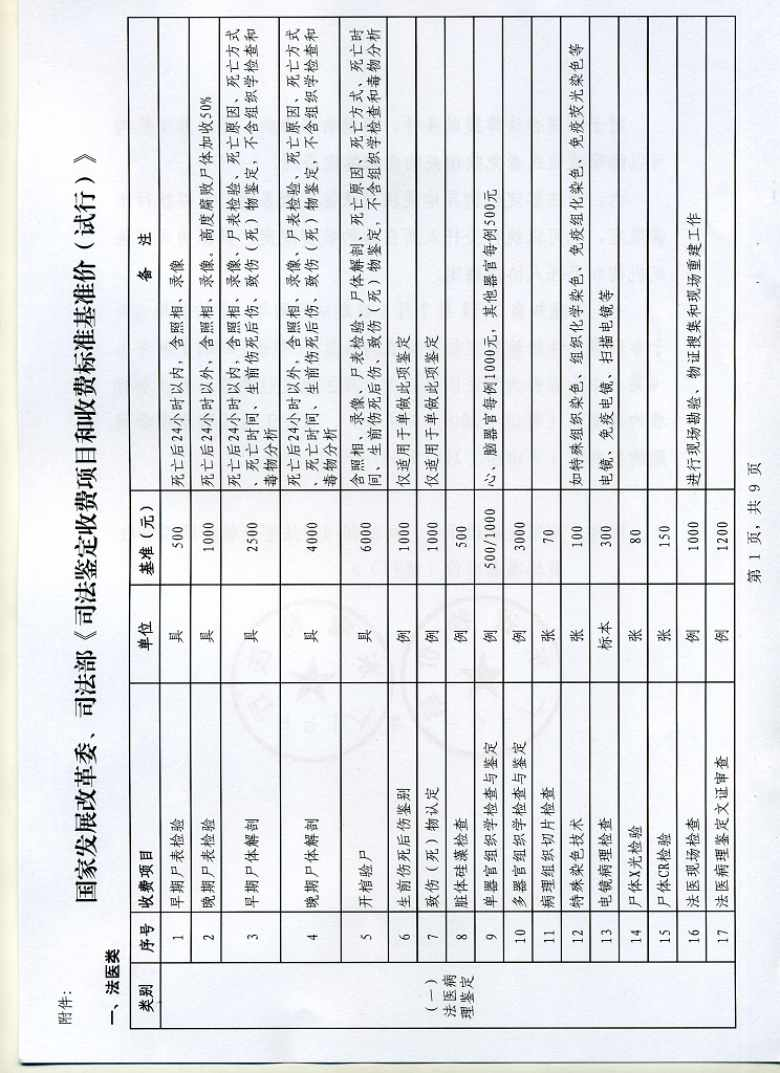 附件:
国家发展改革委、司法部《司法鉴定收费项目和收费标准基准价（试行）》
一、法医类
类别 序号 收费项目 单位 基准(元) 备 注
（一）
法医病
理鉴定
1 早期尸表检验 具 500 死亡后24小时以内，含照相、录像
2 晚期尸表检验 具 1000 死亡后24小时以外，含照相、录像。高度腐败尸体加收50%
3 早期尸体解剖 具 2500 死亡后24小时以内，含照相、录像、尸表检验、死亡原因、死亡方式
、死亡时间、生前伤死后伤、致伤(死)物鉴定，不含组织学检查和
毒物分析
4 晚期尸体解剖 具 4000 死亡后24小时以外，含照相、录像、尸表检验、死亡原因、死亡方式
、死亡时间、生前伤死后伤、致伤(死)物鉴定，不含组织学检查和
毒物分析
5 开棺验尸 具 6000 含照相、录像、尸表检验、尸体解剖、死亡原因、死亡方式、死亡时
间、生前伤死后伤、致伤(死)物鉴定，不含组织学检查和毒物分析
6 生前伤死后伤鉴别 例 1000 仅适用于单做此项鉴定
7 致伤(死)物认定 例 1000 仅适用于单做此项鉴定
8 脏体硅藻检查 例 500
9 单器官组织学检查与鉴定 例 500/1000 心、脑器官每例1000元，其他器官每例500元
10 多器官组织学检查与鉴定 例 3000
11 病理组织切片检查 张 70
12 特殊染色技术 张 100 如特殊组织染色、组织化学染色、免疫组化染色、免疫荧光染色等
13 电镜病理检查 标本 300 电镜、免疫电镜、扫描电镜等
14 尸体X光检验 张 80
15 尸体CR检验 张 150
16 法医现场检查 例 1000 进行现场勘验、物证搜集和现场重建工作
17 法医病理鉴定文证审查 例 1200
第 1 页，共 9 页